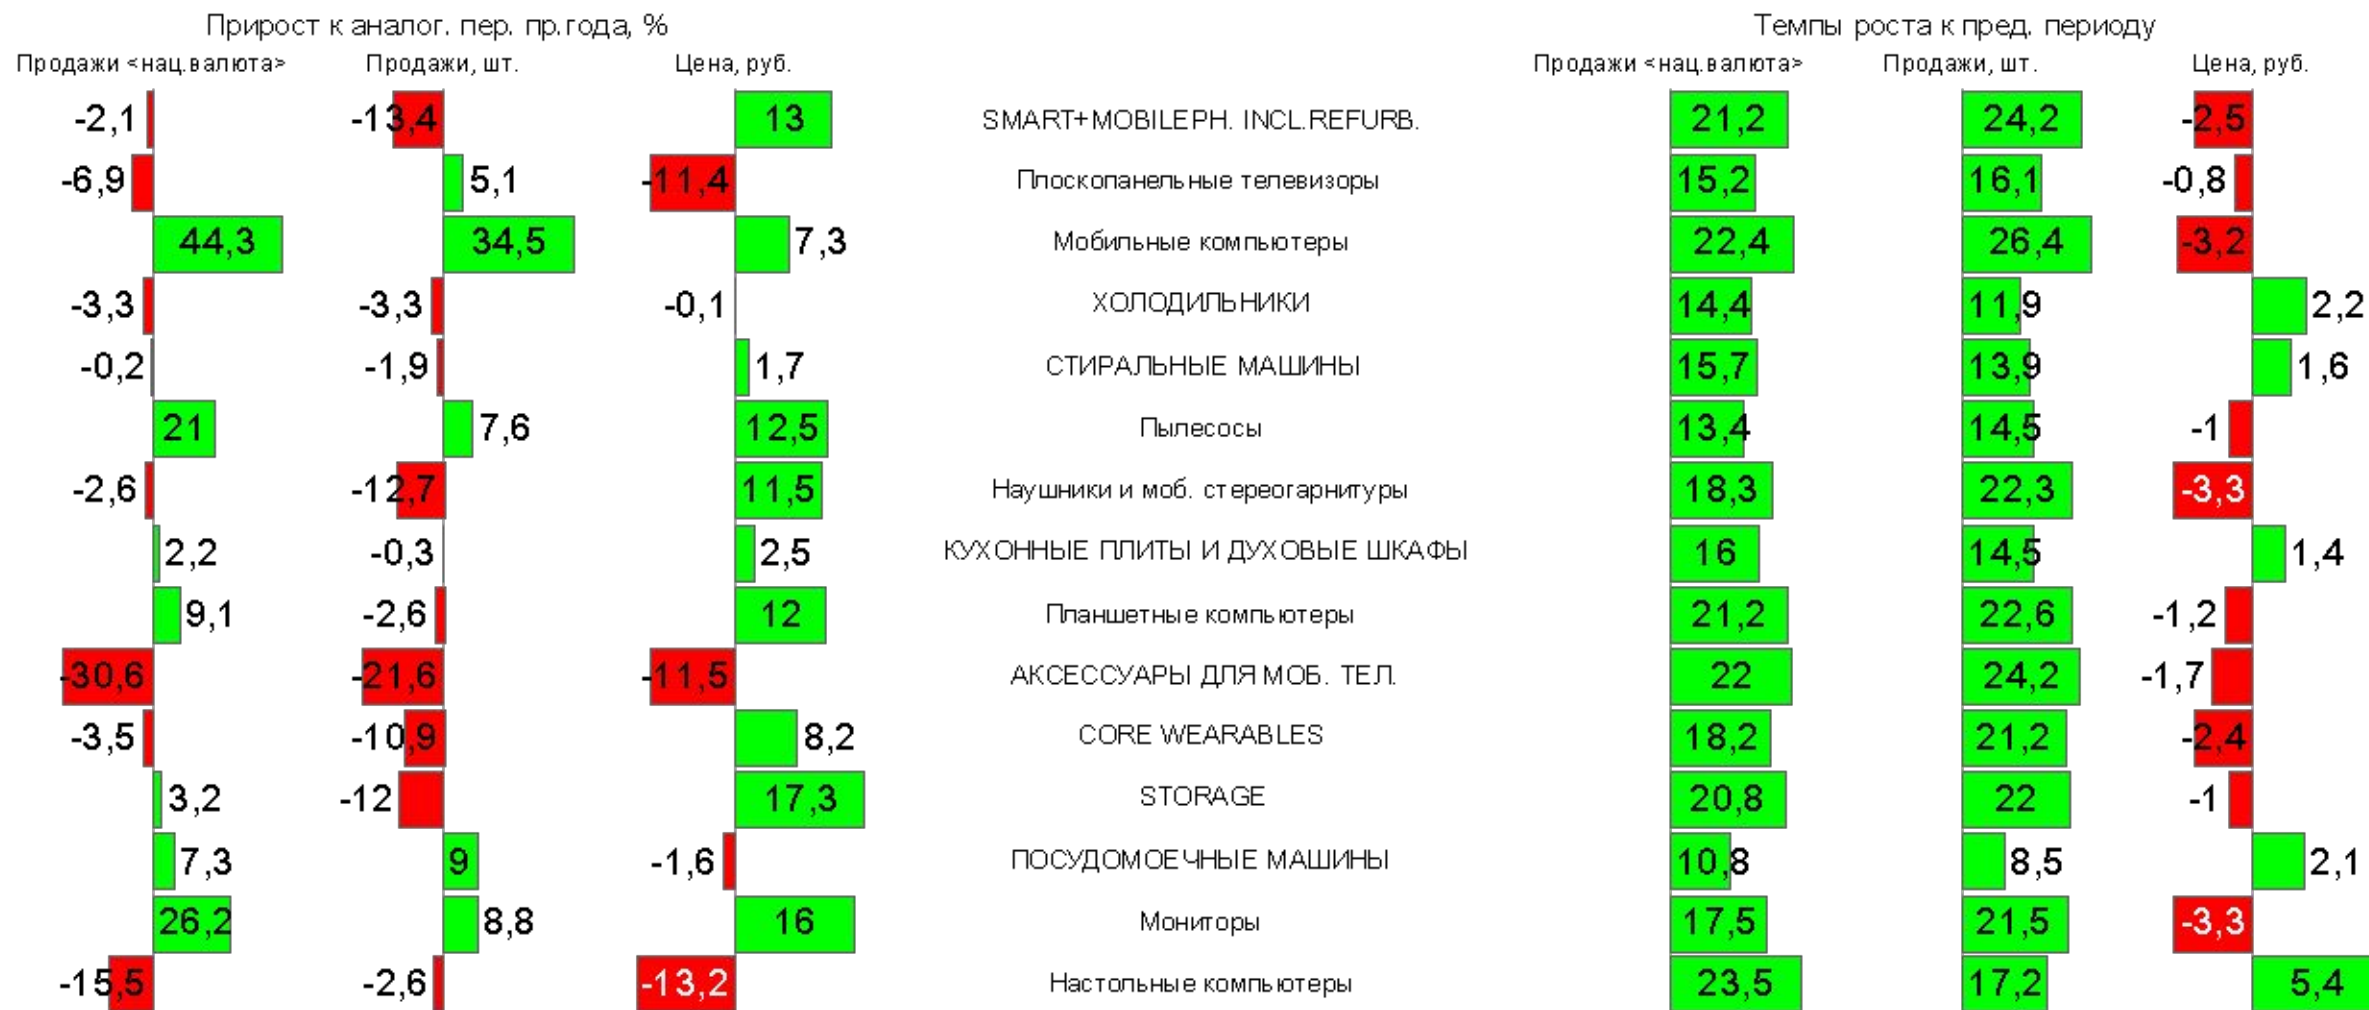 Прирост к аналог. пер. пр.года, % Темпы роста к пред. периоду
Продажи <нац.валюта> Продажи, шт. Цена, руб. Продажи <нац.валюта> Продажи, шт. Цена, руб.
-2,1 -13,4 13 SMART+MOBILEPH. INCL.REFURB. 21,2 24,2 -2,5
-6,9 5,1 -11,4 Плоскопанельные телевизоры 15,2 16,1 -0,8
44,3 34,5 7,3 Мобильные компьютеры 22,4 26,4 -3,2
-3,3 -3,3 -0,1 ХОЛОДИЛЬНИКИ 14,4 11,9 2,2
-0,2 -1,9 1,7 СТИРАЛЬНЫЕ МАШИНЫ 15,7 13,9 1,6
21 7,6 12,5 Пылесосы 13,4 14,5 -1
-2,6 -12,7 11,5 Наушники и моб. стереогарнитуры 18,3 22,3 -3,3
2,2 -0,3 2,5 КУХОННЫЕ ПЛИТЫ И ДУХОВЫЕ ШКАФЫ 16 14,5 1,4
9,1 -2,6 12 Планшетные компьютеры 21,2 22,6 -1,2
-30,6 -21,6 -11,5 АКСЕССУАРЫ ДЛЯ МОБ. ТЕЛ. 22 24,2 -1,7
-3,5 -10,9 8,2 CORE WEARABLES 18,2 21,2 -2,4
3,2 -12 17,3 STORAGE 20,8 22 -1
7,3 9 -1,6 ПОСУДОМОЕЧНЫЕ МАШИНЫ 10,8 8,5 2,1
26,2 8,8 16 Мониторы 17,5 21,5 -3,3
-15,5 -2,6 -13,2 Настольные компьютеры 23,5 17,2 5,4